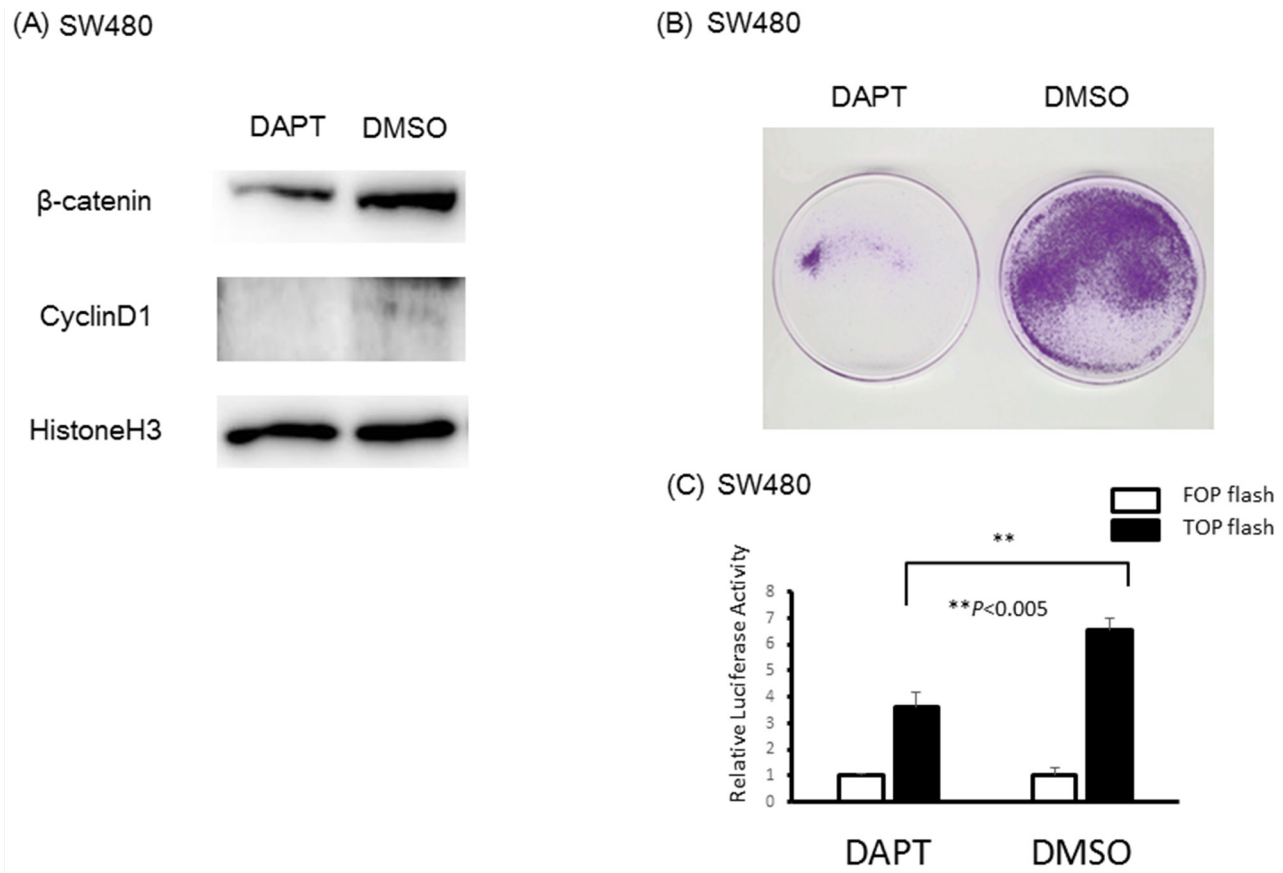 (A) SW480
DAPT DMSO
β-catenin
CyclinD1
HistoneH3
(B) SW480
DAPT DMSO
(C) SW480
FOP flash
TOP flash
**
**P<0.005
Relative Luciferase Activity
8
7
6
5
4
3
2
1
0
DAPT DMSO